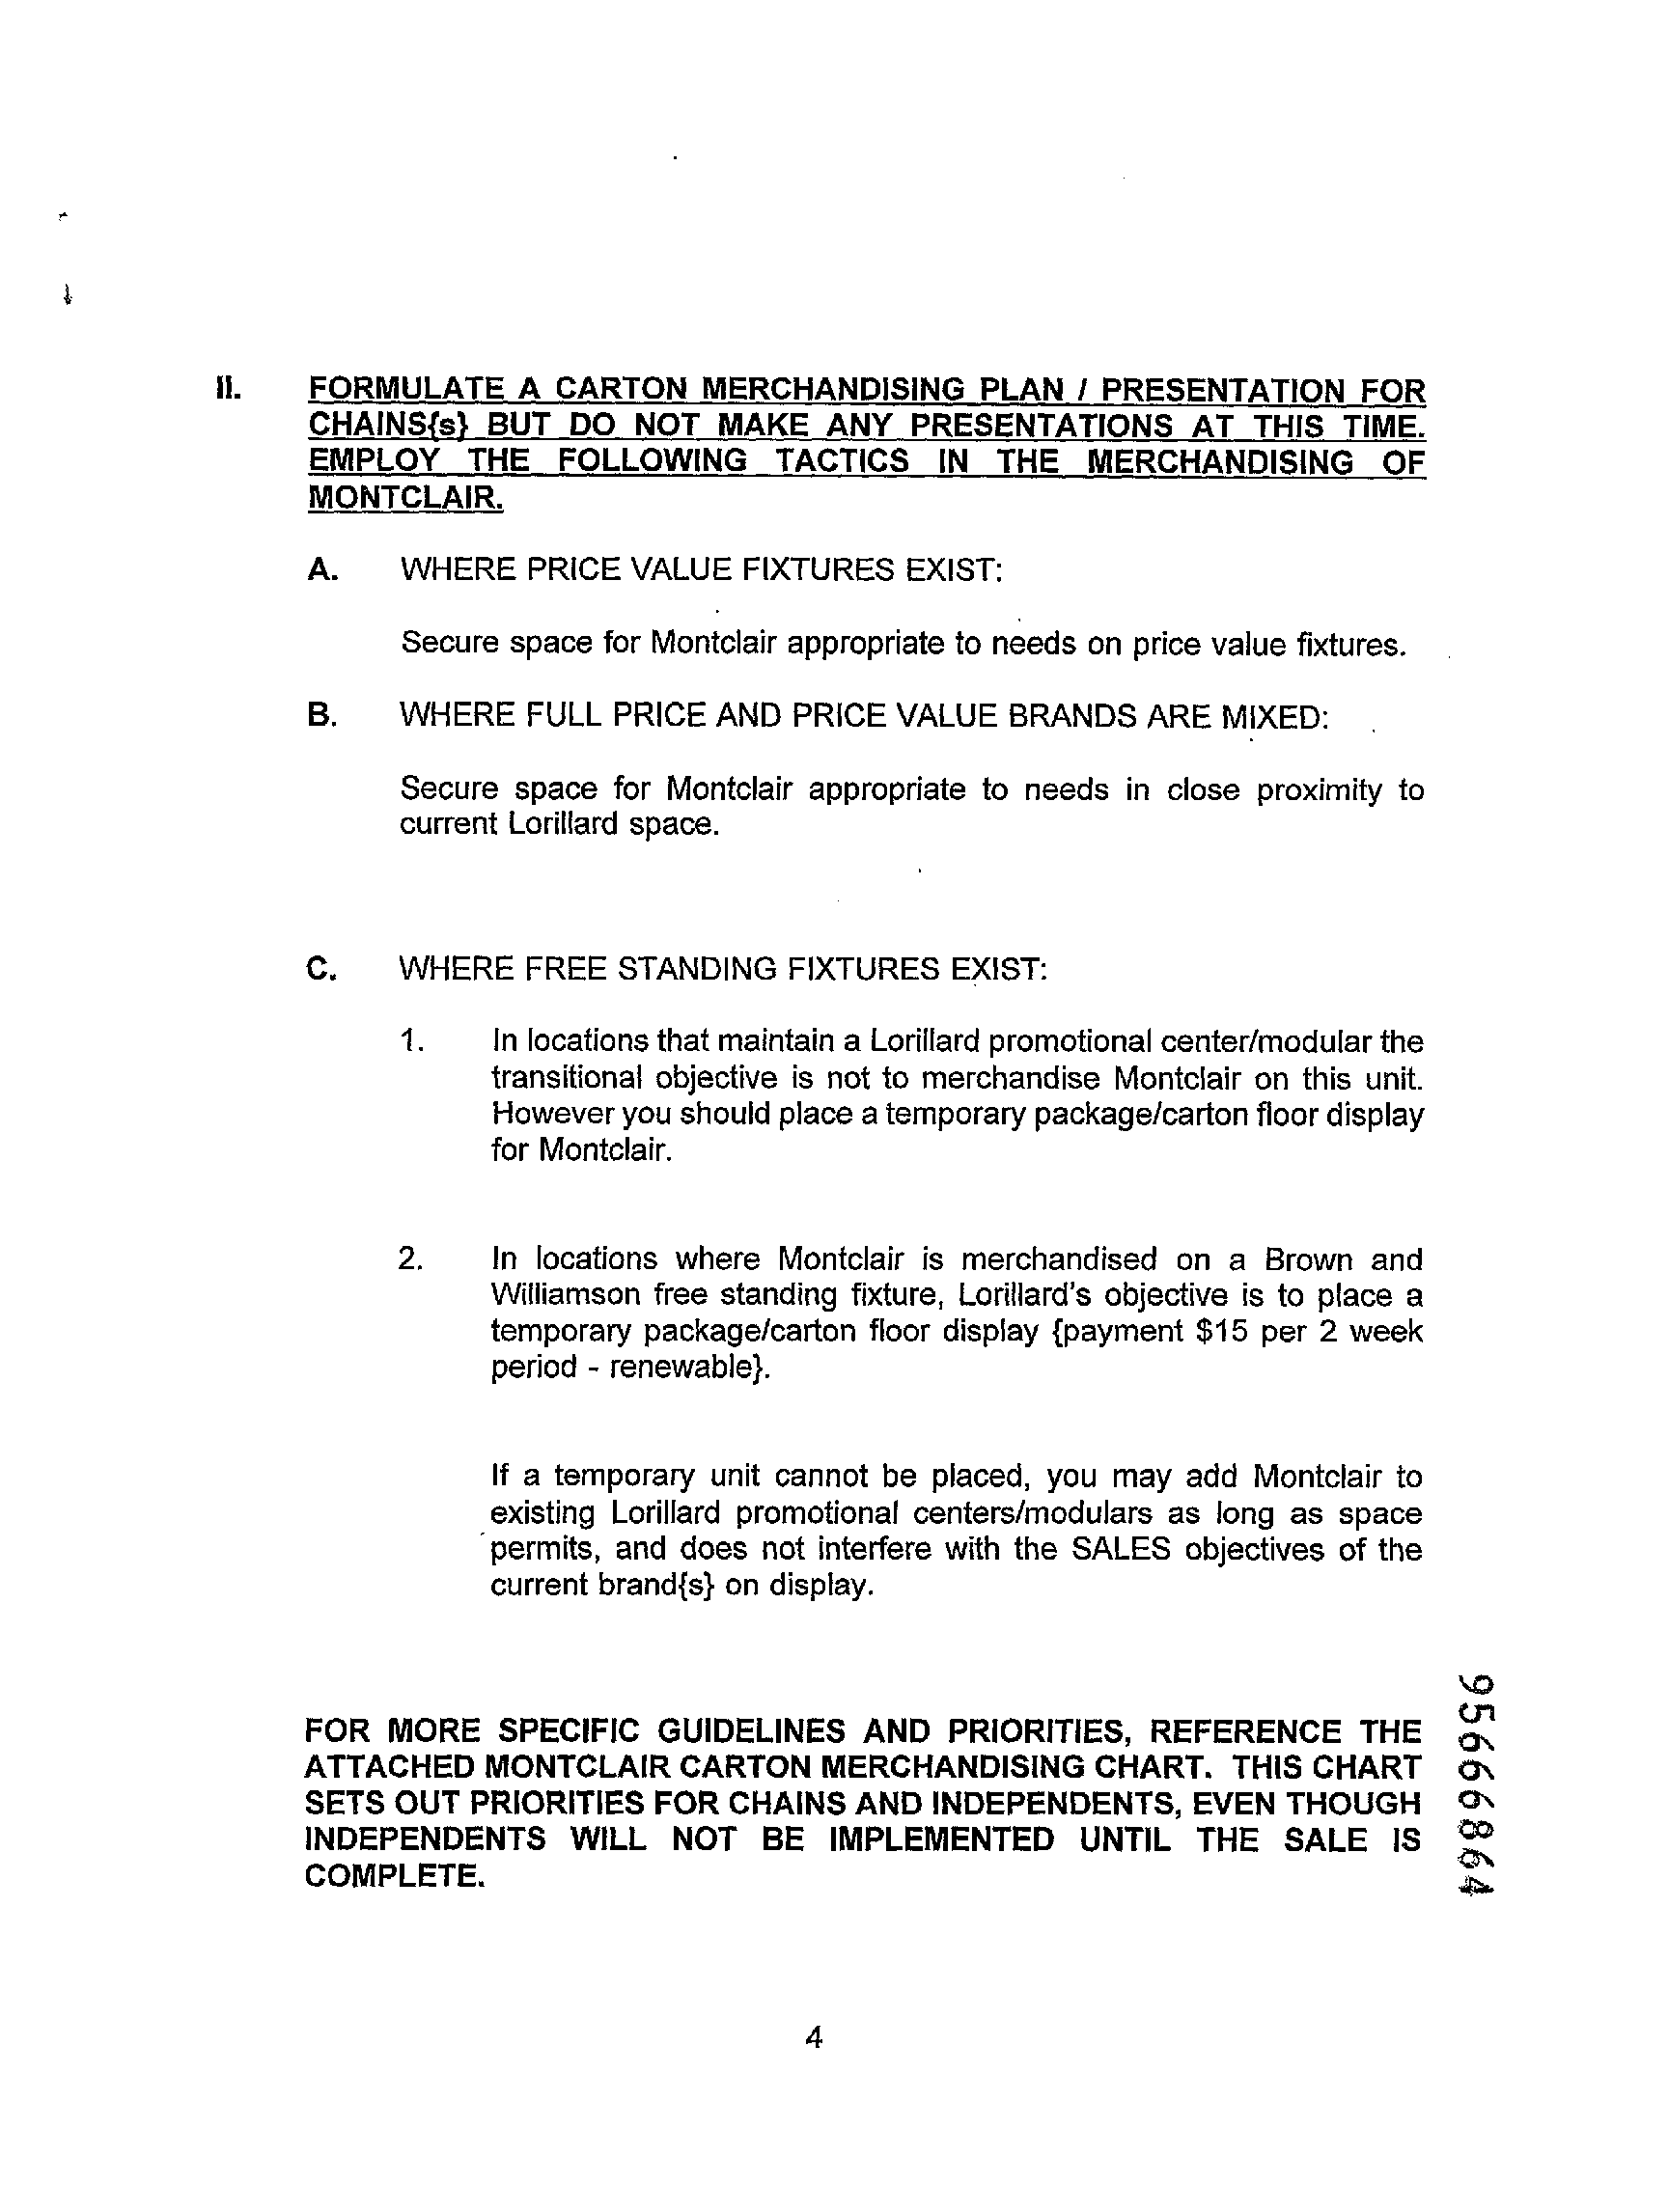 II. FORMULATE A CARTON MERCHANDISING PLAN / PRESENTATION FOR
CHAINS{s} BUT DO NOT MAKE ANY PRESENTATIONS AT THIS TIME.
EMPLOY THE FOLLOWING TACTICS IN THE MERCHANDISING OF
MONTCLAIR.
A. WHERE PRICE VALUE FIXTURES EXIST:
Secure space for Montclair appropriate to needs on price value fixtures.
B. WHERE FULL PRICE AND PRICE VALUE BRANDS ARE MIXED:
Secure space for Montclair appropriate to needs in close proximity to
current Lorillard space.
C. WHERE FREE STANDING FIXTURES EXIST:
1. In locations that maintain a Lorillard promotional center/modular the
transitional objective is not to merchandise Montclair on this unit.
However you should place a temporary package/carton floor display
for Montclair.
2. In locations where Montclair is merchandised on a Brown and
Williamson free standing fixture, Lorillard's objective is to place a
temporary package/carton floor display {payment $15 per 2 week
period - renewable}.
If a temporary unit cannot be placed, you may add Montclair to
existing Lorillard promotional centers/modulars as long as space
permits, and does not interfere with the SALES objectives of the
current brand{s} on display.
FOR MORE SPECIFIC GUIDELINES AND PRIORITIES, REFERENCE THE
ATTACHED MONTCLAIR CARTON MERCHANDISING CHART. THIS CHART
SETS OUT PRIORITIES FOR CHAINS AND INDEPENDENTS, EVEN THOUGH
INDEPENDENTS WILL NOT BE IMPLEMENTED UNTIL THE SALE IS
COMPLETE.
95666864
4